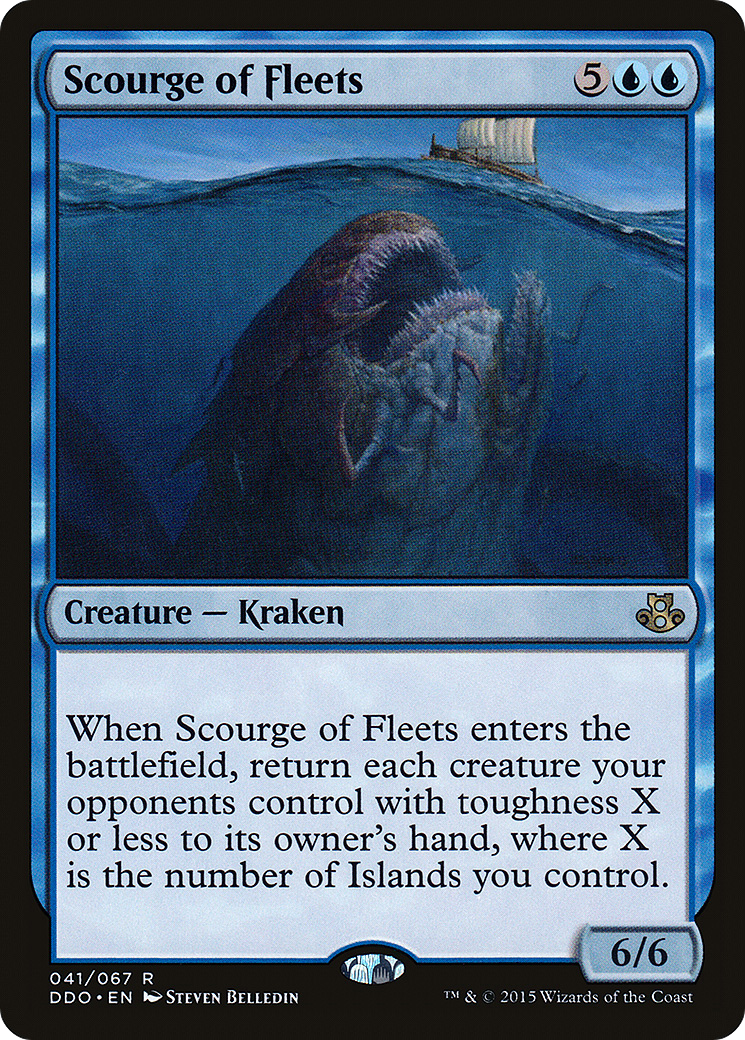 Scourge of Fleets 5
Creature — Kraken
When Scourge of Fleets enters the
battlefield, return each creature your
opponents control with toughness X
or less to its owner's hand, where X
is the number of Islands you control.
6/6
041/067 R
DDO • EN Steven Belledin
™ & © 2015 Wizards of the Coast